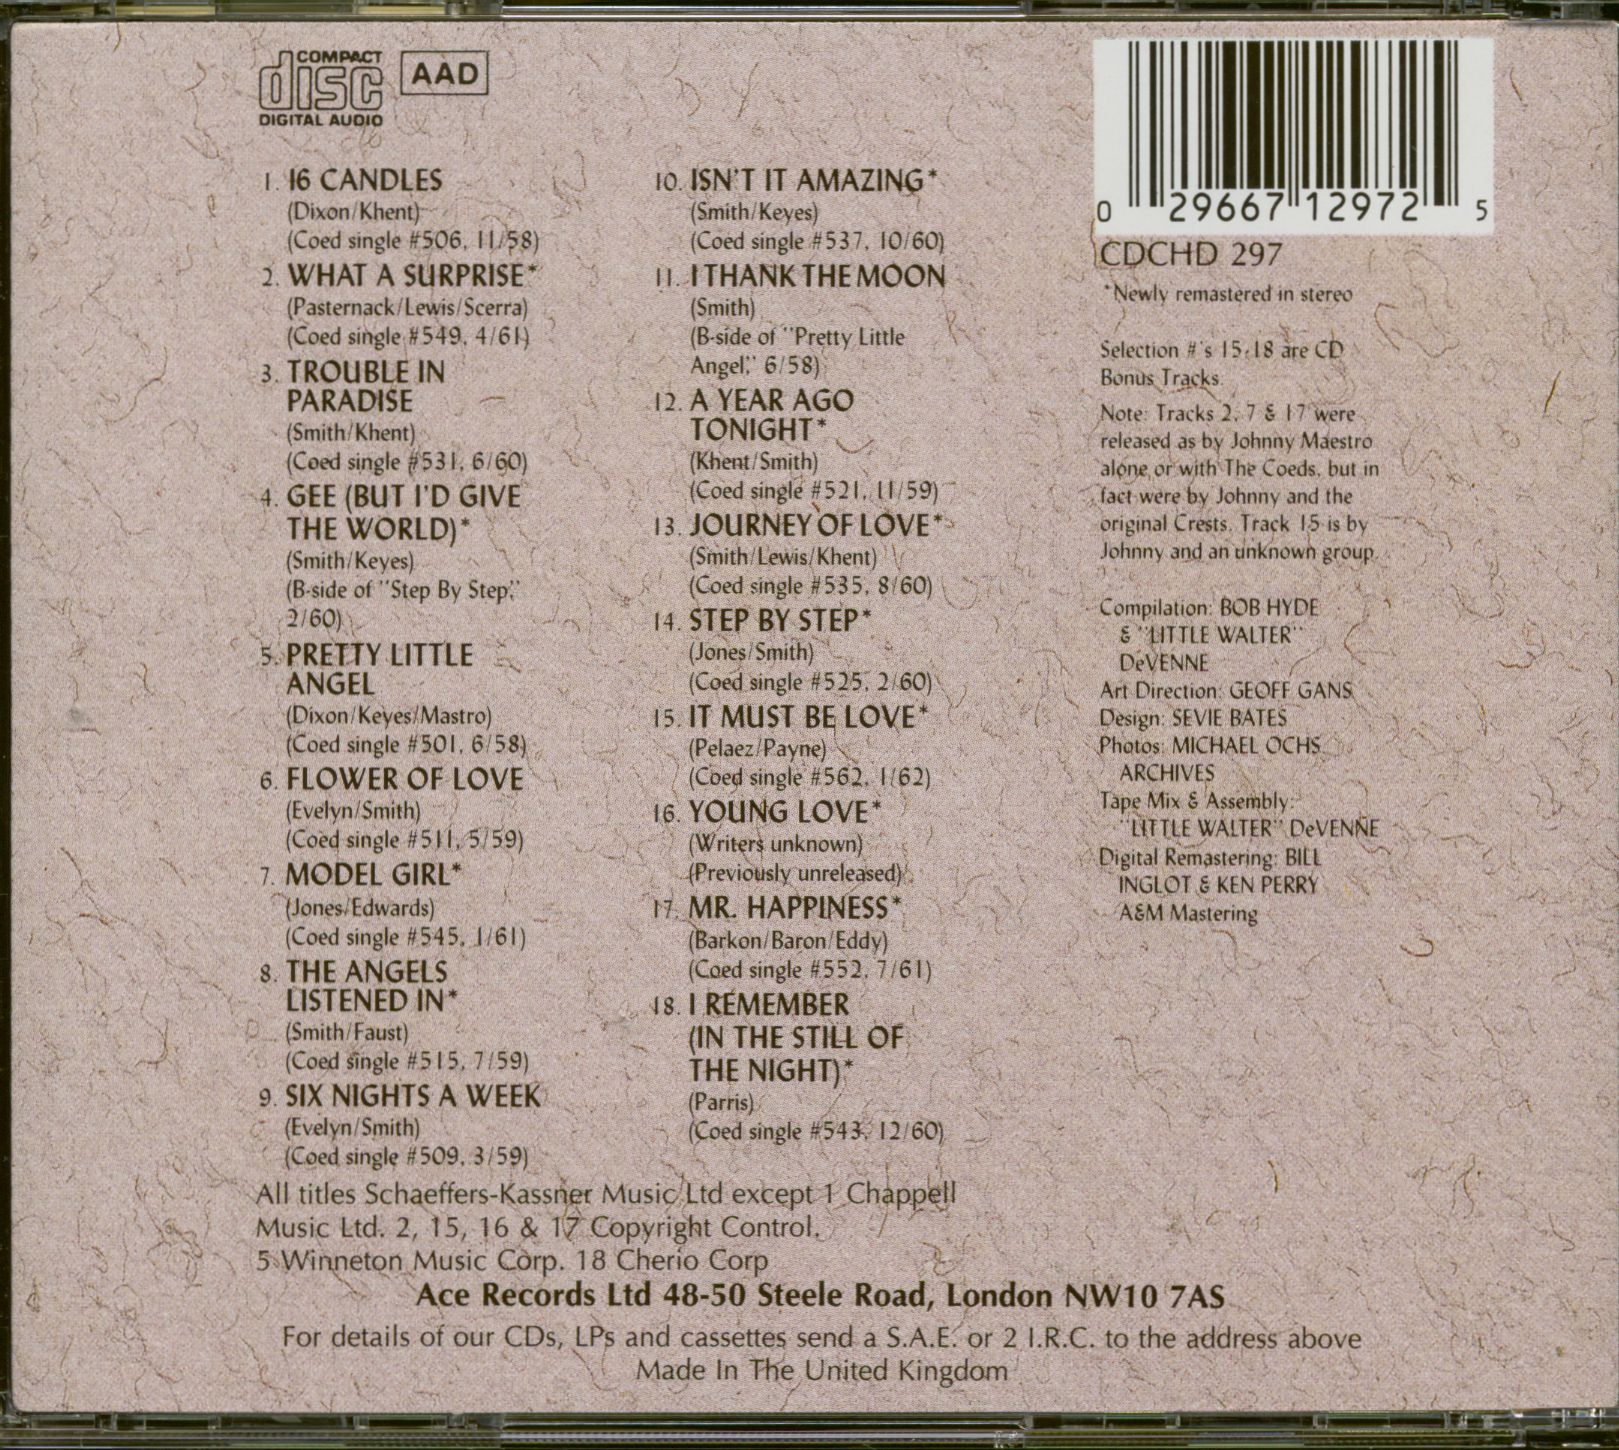 COMPACT
disc
DIGITAL AUDIO
AAD
1. 16 CANDLES
(Dixon/Khent)
(Coed single #506, 11/58)
2. WHAT A SURPRISE*
(Pasternack/Lewis/Scerra)
(Coed single #549, 4/61)
3. TROUBLE IN
PARADISE
(Smith/Khent)
(Coed single #531, 6/60)
4. GEE (BUT I'D GIVE
THE WORLD)*
(Smith/Keyes)
(B-side of "Step By Step,"
2/60)
5. PRETTY LITTLE
ANGEL
(Dixon/Keyes/Mastro)
(Coed single #501, 6/58)
6. FLOWER OF LOVE
(Evelyn/Smith)
(Coed single #511, 5/59)
7. MODEL GIRL*
(Jones/Edwards)
(Coed single #545, 1/61)
8. THE ANGELS
LISTENED IN*
(Smith/Faust)
(Coed single #515, 7/59)
9. SIX NIGHTS A WEEK
(Evelyn/Smith)
(Coed single #509, 3/59)
10. ISN'T IT AMAZING*
(Smith/Keyes)
(Coed single #537, 10/60)
11. I THANK THE MOON
(Smith)
(B-side of "Pretty Little
Angel," 6/58)
12. A YEAR AGO
TONIGHT*
(Khent/Smith)
(Coed single #521, 11/59)
13. JOURNEY OF LOVE*
(Smith/Lewis/Khent)
(Coed single #535, 8/60)
14. STEP BY STEP*
(Jones/Smith)
(Coed single #525, 2/60)
15. IT MUST BE LOVE*
(Pelaez/Payne)
(Coed single #562, 1/62)
16. YOUNG LOVE*
(Writers unknown)
(Previously unreleased)
17. MR. HAPPINESS*
(Barkon/Baron/Eddy)
(Coed single #552, 7/61)
18. I REMEMBER
(IN THE STILL OF
THE NIGHT)*
(Parris)
(Coed single #543, 12/60)
0 29667 12972 5
CDCHD 297
*Newly remastered in stereo
Selection #'s 15-18 are CD
Bonus Tracks.
Note: Tracks 2, 7 & 17 were
released as by Johnny Maestro
alone or with The Coeds, but in
fact were by Johnny and the
original Crests. Track 15 is by
Johnny and an unknown group.
Compilation: BOB HYDE
& "LITTLE WALTER"
DeVENNE
Art Direction: GEOFF GANS
Design: SEVIE BATES
Photos: MICHAEL OCHS
ARCHIVES
Tape Mix & Assembly:
"LITTLE WALTER" DeVENNE
Digital Remastering: BILL
INGLOT & KEN PERRY
A&M Mastering
All titles Schaeffers-Kassner Music Ltd except 1 Chappell
Music Ltd. 2, 15, 16 & 17 Copyright Control.
5 Winneton Music Corp. 18 Cherio Corp
Ace Records Ltd 48-50 Steele Road, London NW10 7AS
For details of our CDs, LPs and cassettes send a S.A.E. or 2 I.R.C. to the address above
Made In The United Kingdom